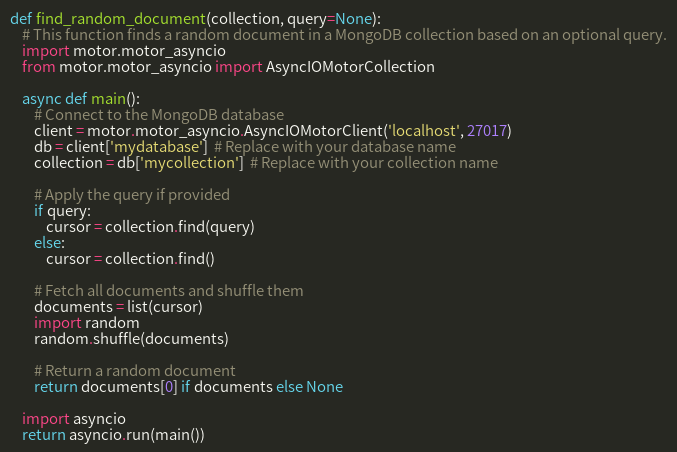 def find_random_document(collection, query=None):
# This function finds a random document in a MongoDB collection based on an optional query.
import motor.motor_asyncio
from motor.motor_asyncio import AsyncIOMotorCollection
async def main():
# Connect to the MongoDB database
client = motor.motor_asyncio.AsyncIOMotorClient('localhost', 27017)
db = client['mydatabase']  # Replace with your database name
collection = db['mycollection']  # Replace with your collection name
# Apply the query if provided
if query:
cursor = collection.find(query)
else:
cursor = collection.find()
# Fetch all documents and shuffle them
documents = list(cursor)
import random
random.shuffle(documents)
# Return a random document
return documents[0] if documents else None
import asyncio
return asyncio.run(main())